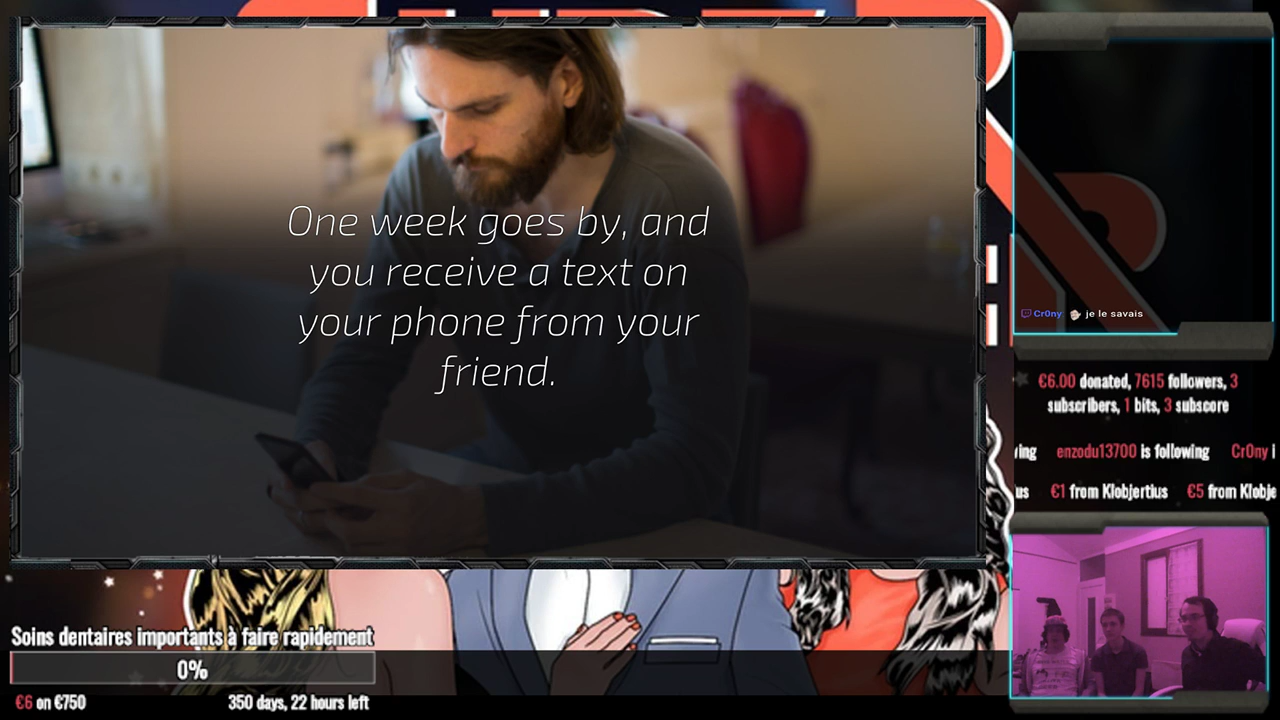 One week goes by, and
you receive a text on
your phone from your
friend.
Cr0ny je le savais
€6.00 donated, 7615 followers, 3
subscribers, 1 bits, 3 subscore
ving enzodu13700 is following Cr0ny i
us €1 from Klobjertius €5 from Klobje
Soins dentaires importants à faire rapidement
0%
€6 on €750 350 days, 22 hours left